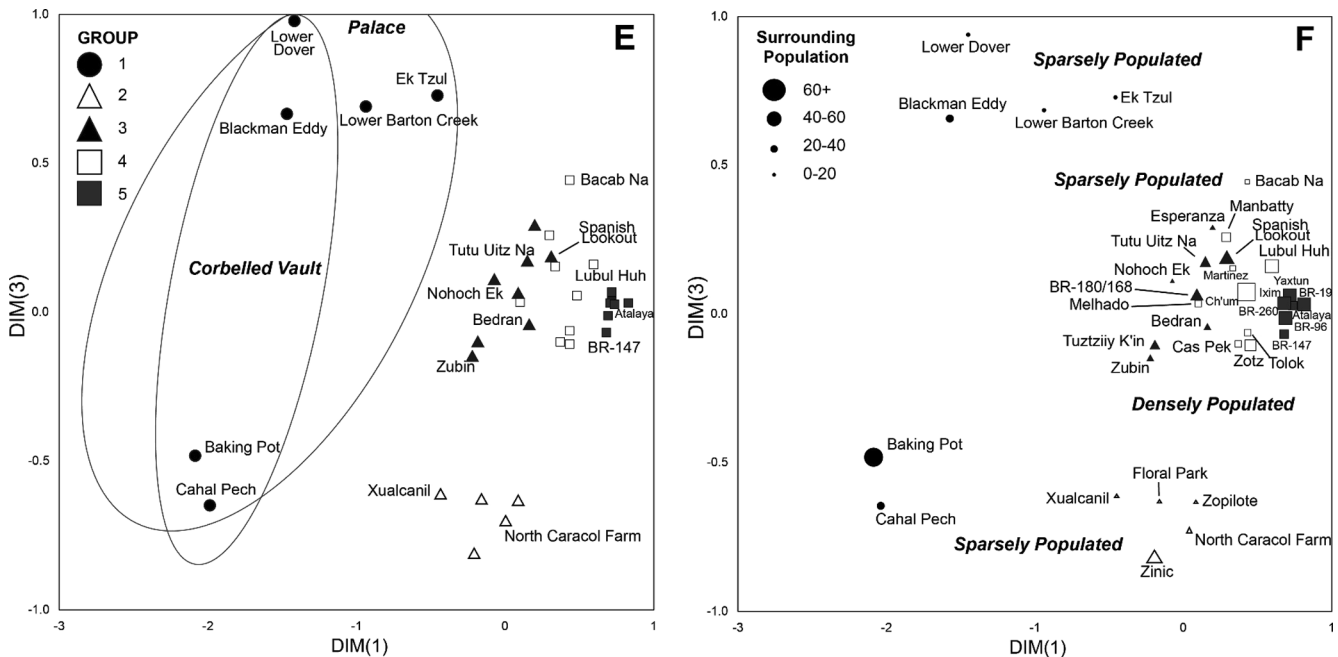 E
GROUP
1
2
3
4
5
Palace
Corbelled Vault
Lower
Dover
Ek Tzul
Blackman Eddy
Lower Barton Creek
Bacab Na
Spanish
Lookout
Tutu Uitz Na
Lubul Huh
Nohoch Ek
Atalaya
Bedran
BR-147
Zubin
Baking Pot
Cahal Pech
Xualcanil
North Caracol Farm
1.0
0.5
0.0
-0.5
-1.0
DIM(3)
-3
-2
-1
0
1
DIM(1)
F
Surrounding
Population
60+
40-60
20-40
0-20
Lower Dover
Sparsely Populated
Blackman Eddy
Ek Tzul
Lower Barton Creek
Sparsely Populated
Bacab Na
Manbatty
Esperanza
Spanish
Lookout
Tutu Uitz Na
Lubul Huh
Nohoch Ek
Martinez
Yaxtun
BR-180/168
Ixim
BR-19
Melhado
Ch'um
BR-260
Atalaya
Bedran
BR-96
Tuztziiy K'in
Cas Pek
BR-147
Zubin
Zotz
Tolok
Densely Populated
Baking Pot
Floral Park
Xualcanil
Zopilote
Cahal Pech
North Caracol Farm
Sparsely Populated
Zinic
1.0
0.5
0.0
-0.5
-1.0
DIM(3)
-3
-2
-1
0
1
DIM(1)